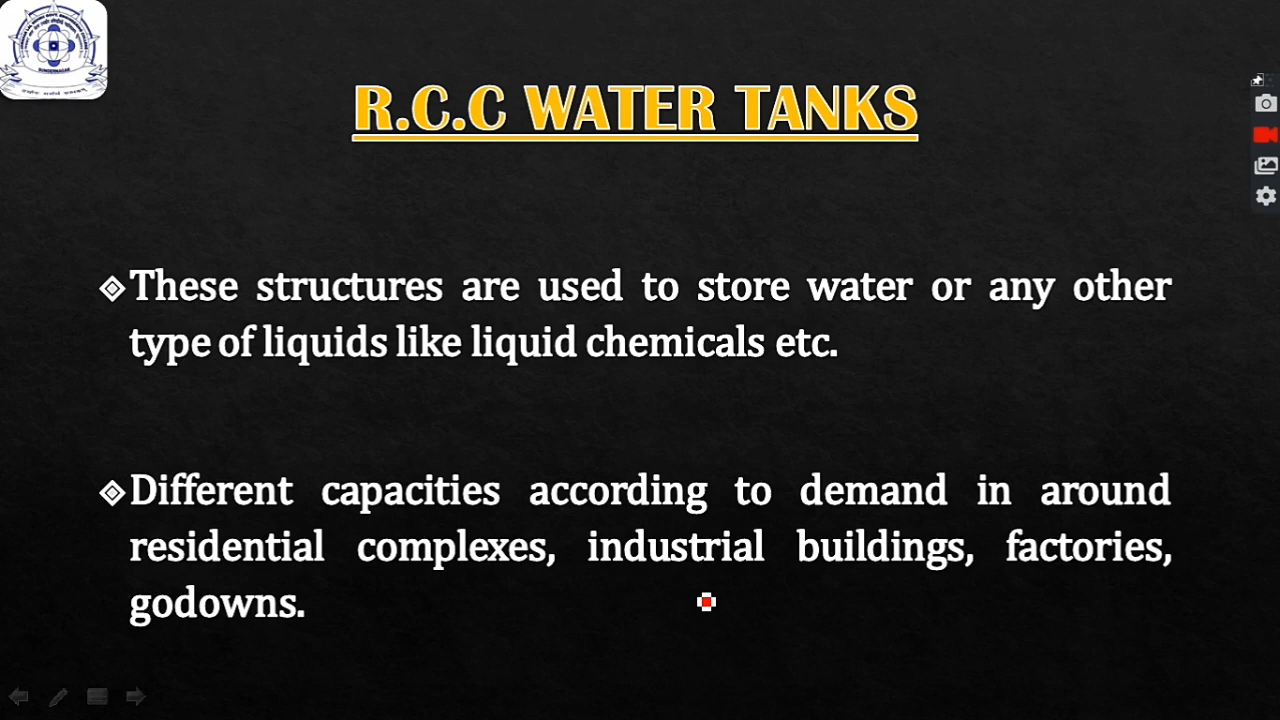 R.C.C WATER TANKS
These structures are used to store water or any other
type of liquids like liquid chemicals etc.
Different capacities according to demand in around
residential complexes, industrial buildings, factories,
godowns.